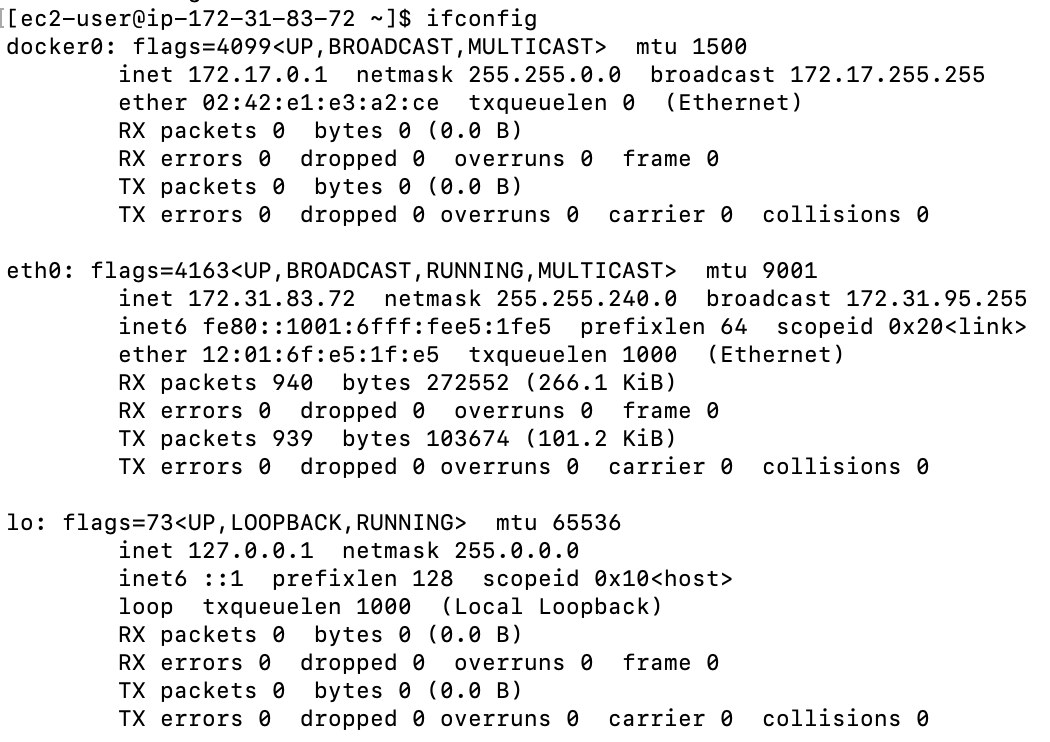 [[ec2-user@ip-172-31-83-72 ~]$ ifconfig
docker0: flags=4099<UP,BROADCAST,MULTICAST>  mtu 1500
        inet 172.17.0.1  netmask 255.255.0.0  broadcast 172.17.255.255
        ether 02:42:e1:e3:a2:ce  txqueuelen 0  (Ethernet)
        RX packets 0  bytes 0 (0.0 B)
        RX errors 0  dropped 0  overruns 0  frame 0
        TX packets 0  bytes 0 (0.0 B)
        TX errors 0  dropped 0 overruns 0  carrier 0  collisions 0

eth0: flags=4163<UP,BROADCAST,RUNNING,MULTICAST>  mtu 9001
        inet 172.31.83.72  netmask 255.255.240.0  broadcast 172.31.95.255
        inet6 fe80::1001:6fff:fee5:1fe5  prefixlen 64  scopeid 0x20<link>
        ether 12:01:6f:e5:1f:e5  txqueuelen 1000  (Ethernet)
        RX packets 940  bytes 272552 (266.1 KiB)
        RX errors 0  dropped 0  overruns 0  frame 0
        TX packets 939  bytes 103674 (101.2 KiB)
        TX errors 0  dropped 0 overruns 0  carrier 0  collisions 0

lo: flags=73<UP,LOOPBACK,RUNNING>  mtu 65536
        inet 127.0.0.1  netmask 255.0.0.0
        inet6 ::1  prefixlen 128  scopeid 0x10<host>
        loop  txqueuelen 1000  (Local Loopback)
        RX packets 0  bytes 0 (0.0 B)
        RX errors 0  dropped 0  overruns 0  frame 0
        TX packets 0  bytes 0 (0.0 B)
        TX errors 0  dropped 0 overruns 0  carrier 0  collisions 0